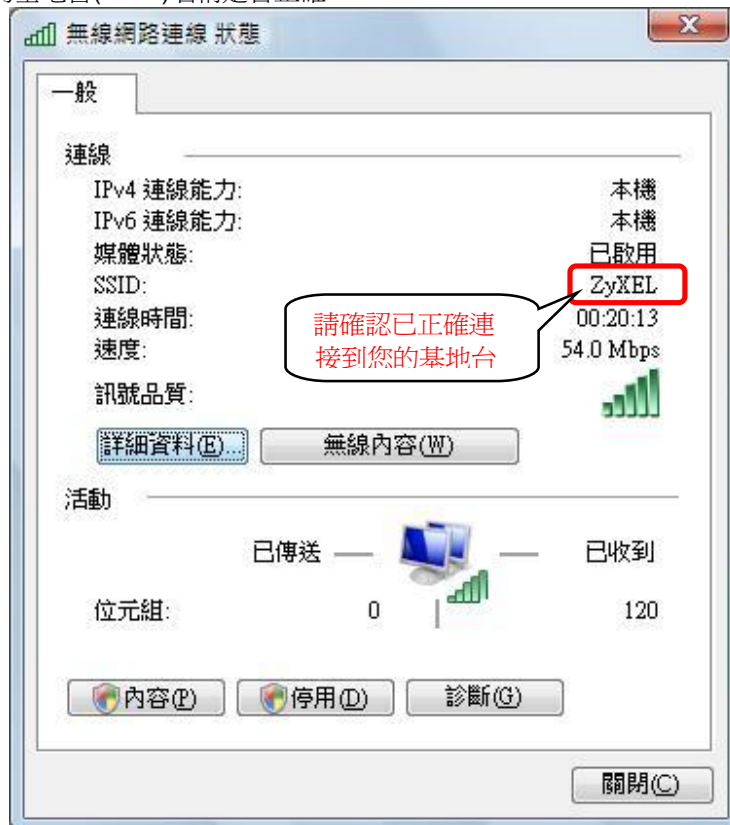 無線網路連線 狀態
一般
連線
IPv4 連線能力: 本機
IPv6 連線能力: 本機
媒體狀態: 已啟用
SSID: ZyXEL
連線時間: 00:20:13
速度: 54.0 Mbps
請確認已正確連
接到您的基地台
訊號品質:
詳細資料(E)... 無線內容(W)
活動
已傳送 已收到
位元組: 0 120
內容(P) 停用(D) 診斷(G)
關閉(C)